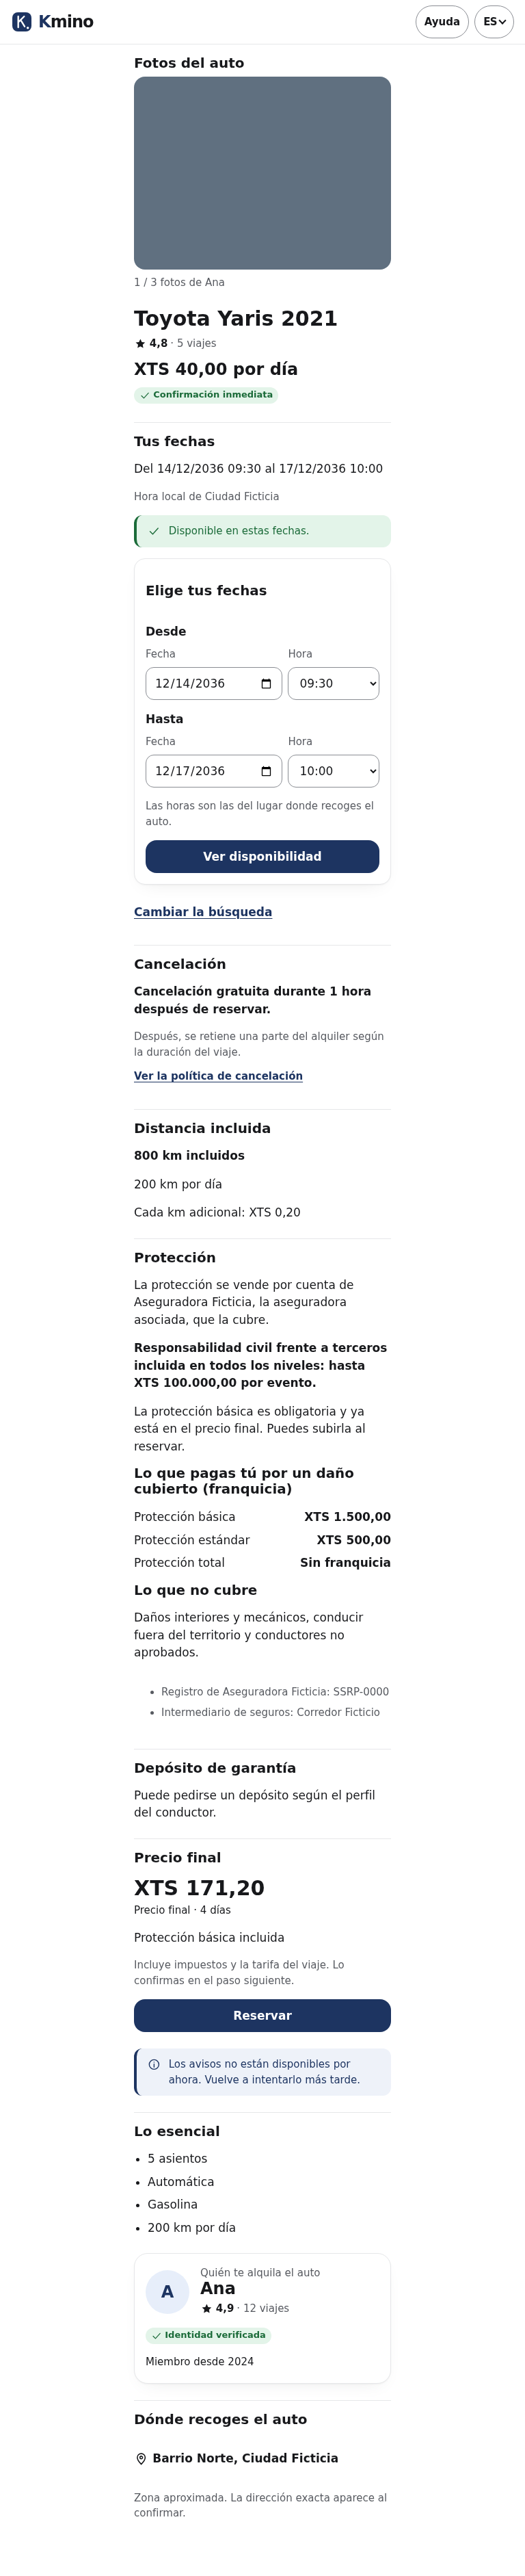 Kmino
Ayuda
ES
Fotos del auto
1 / 3 fotos de Ana
Toyota Yaris 2021
4,8 · 5 viajes
XTS 40,00 por día
Confirmación inmediata
Tus fechas
Del 14/12/2036 09:30 al 17/12/2036 10:00
Hora local de Ciudad Ficticia
Disponible en estas fechas.
Elige tus fechas
Desde
Fecha Hora
12/14/2036 09:30
Hasta
Fecha Hora
12/17/2036 10:00
Las horas son las del lugar donde recoges el
auto.
Ver disponibilidad
Cambiar la búsqueda
Cancelación
Cancelación gratuita durante 1 hora
después de reservar.
Después, se retiene una parte del alquiler según
la duración del viaje.
Ver la política de cancelación
Distancia incluida
800 km incluidos
200 km por día
Cada km adicional: XTS 0,20
Protección
La protección se vende por cuenta de
Aseguradora Ficticia, la aseguradora
asociada, que la cubre.
Responsabilidad civil frente a terceros
incluida en todos los niveles: hasta
XTS 100.000,00 por evento.
La protección básica es obligatoria y ya
está en el precio final. Puedes subirla al
reservar.
Lo que pagas tú por un daño
cubierto (franquicia)
Protección básica XTS 1.500,00
Protección estándar XTS 500,00
Protección total Sin franquicia
Lo que no cubre
Daños interiores y mecánicos, conducir
fuera del territorio y conductores no
aprobados.
• Registro de Aseguradora Ficticia: SSRP-0000
• Intermediario de seguros: Corredor Ficticio
Depósito de garantía
Puede pedirse un depósito según el perfil
del conductor.
Precio final
XTS 171,20
Precio final · 4 días
Protección básica incluida
Incluye impuestos y la tarifa del viaje. Lo
confirmas en el paso siguiente.
Reservar
Los avisos no están disponibles por
ahora. Vuelve a intentarlo más tarde.
Lo esencial
• 5 asientos
• Automática
• Gasolina
• 200 km por día
A
Quién te alquila el auto
Ana
4,9 · 12 viajes
Identidad verificada
Miembro desde 2024
Dónde recoges el auto
Barrio Norte, Ciudad Ficticia
Zona aproximada. La dirección exacta aparece al
confirmar.